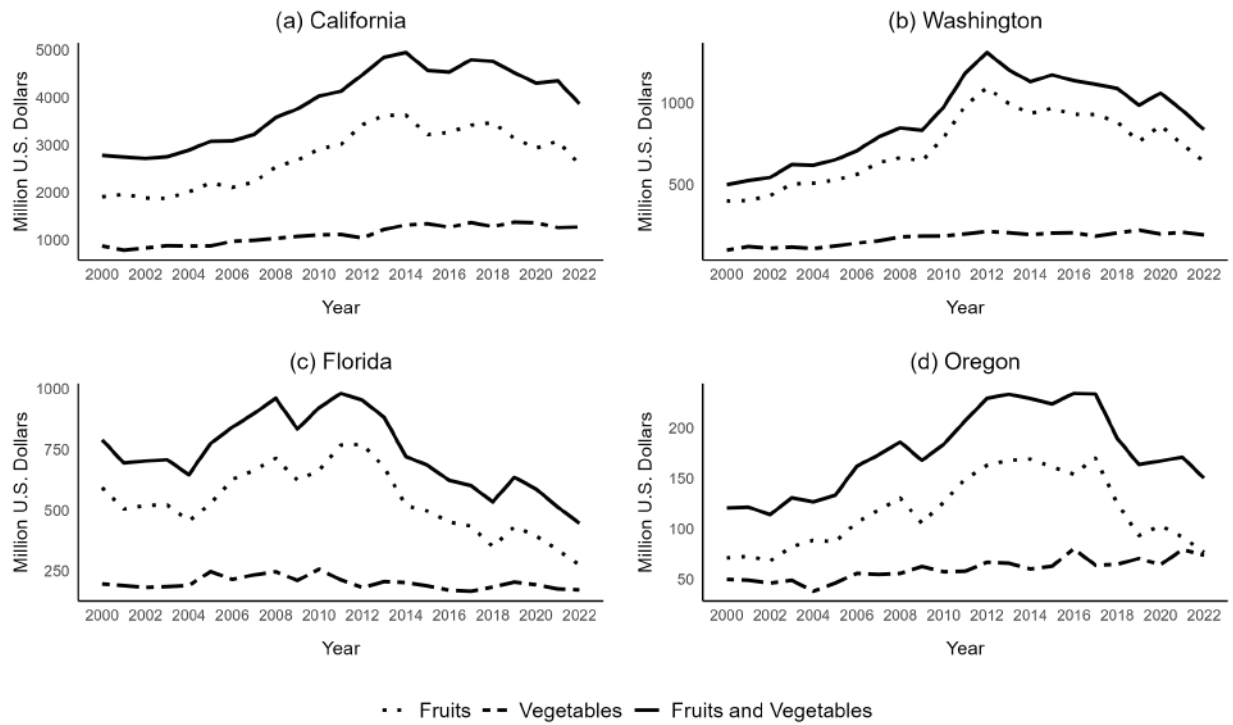 (a) California
Million U.S. Dollars
5000
4000
3000
2000
1000
2000 2002 2004 2006 2008 2010 2012 2014 2016 2018 2020 2022
Year
(b) Washington
Million U.S. Dollars
1000
500
2000 2002 2004 2006 2008 2010 2012 2014 2016 2018 2020 2022
Year
(c) Florida
Million U.S. Dollars
1000
750
500
250
2000 2002 2004 2006 2008 2010 2012 2014 2016 2018 2020 2022
Year
(d) Oregon
Million U.S. Dollars
200
150
100
50
2000 2002 2004 2006 2008 2010 2012 2014 2016 2018 2020 2022
Year
Fruits Vegetables Fruits and Vegetables